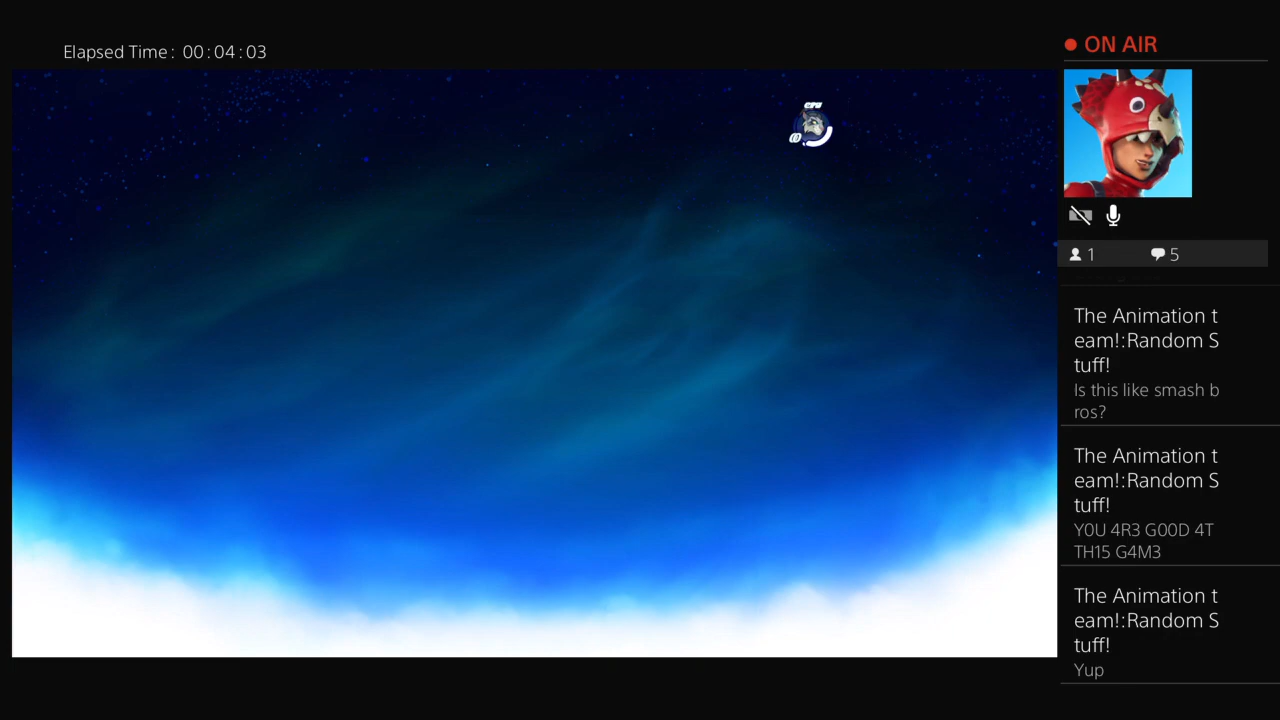 Elapsed Time: 00:04:03
ON AIR
1
5
The Animation t
eam!:Random S
tuff!
Is this like smash b
ros?
The Animation t
eam!:Random S
tuff!
Y0U 4R3 G00D 4T
TH15 G4M3
The Animation t
eam!:Random S
tuff!
Yup